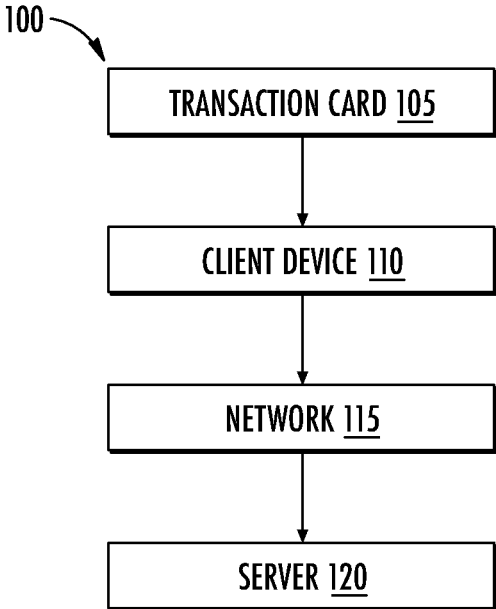 100
TRANSACTION CARD 105
CLIENT DEVICE 110
NETWORK 115
SERVER 120